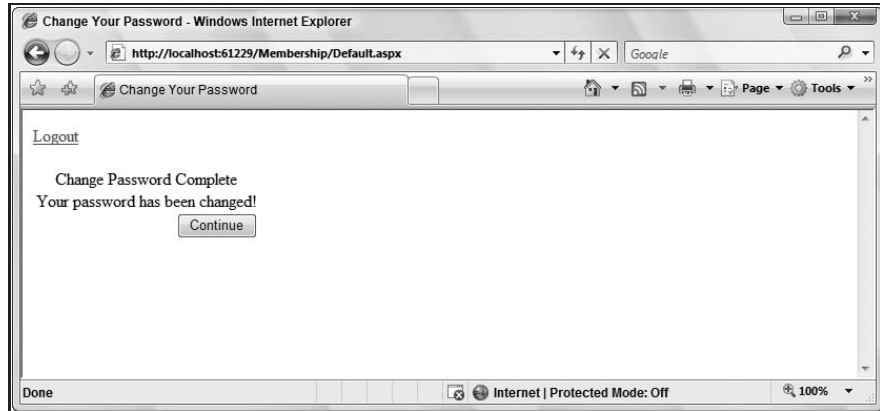 Change Your Password - Windows Internet Explorer
http://localhost:61229/Membership/Default.aspx
Google
Change Your Password
Page
Tools
Logout
Change Password Complete
Your password has been changed!
Continue
Done
Internet | Protected Mode: Off
100%